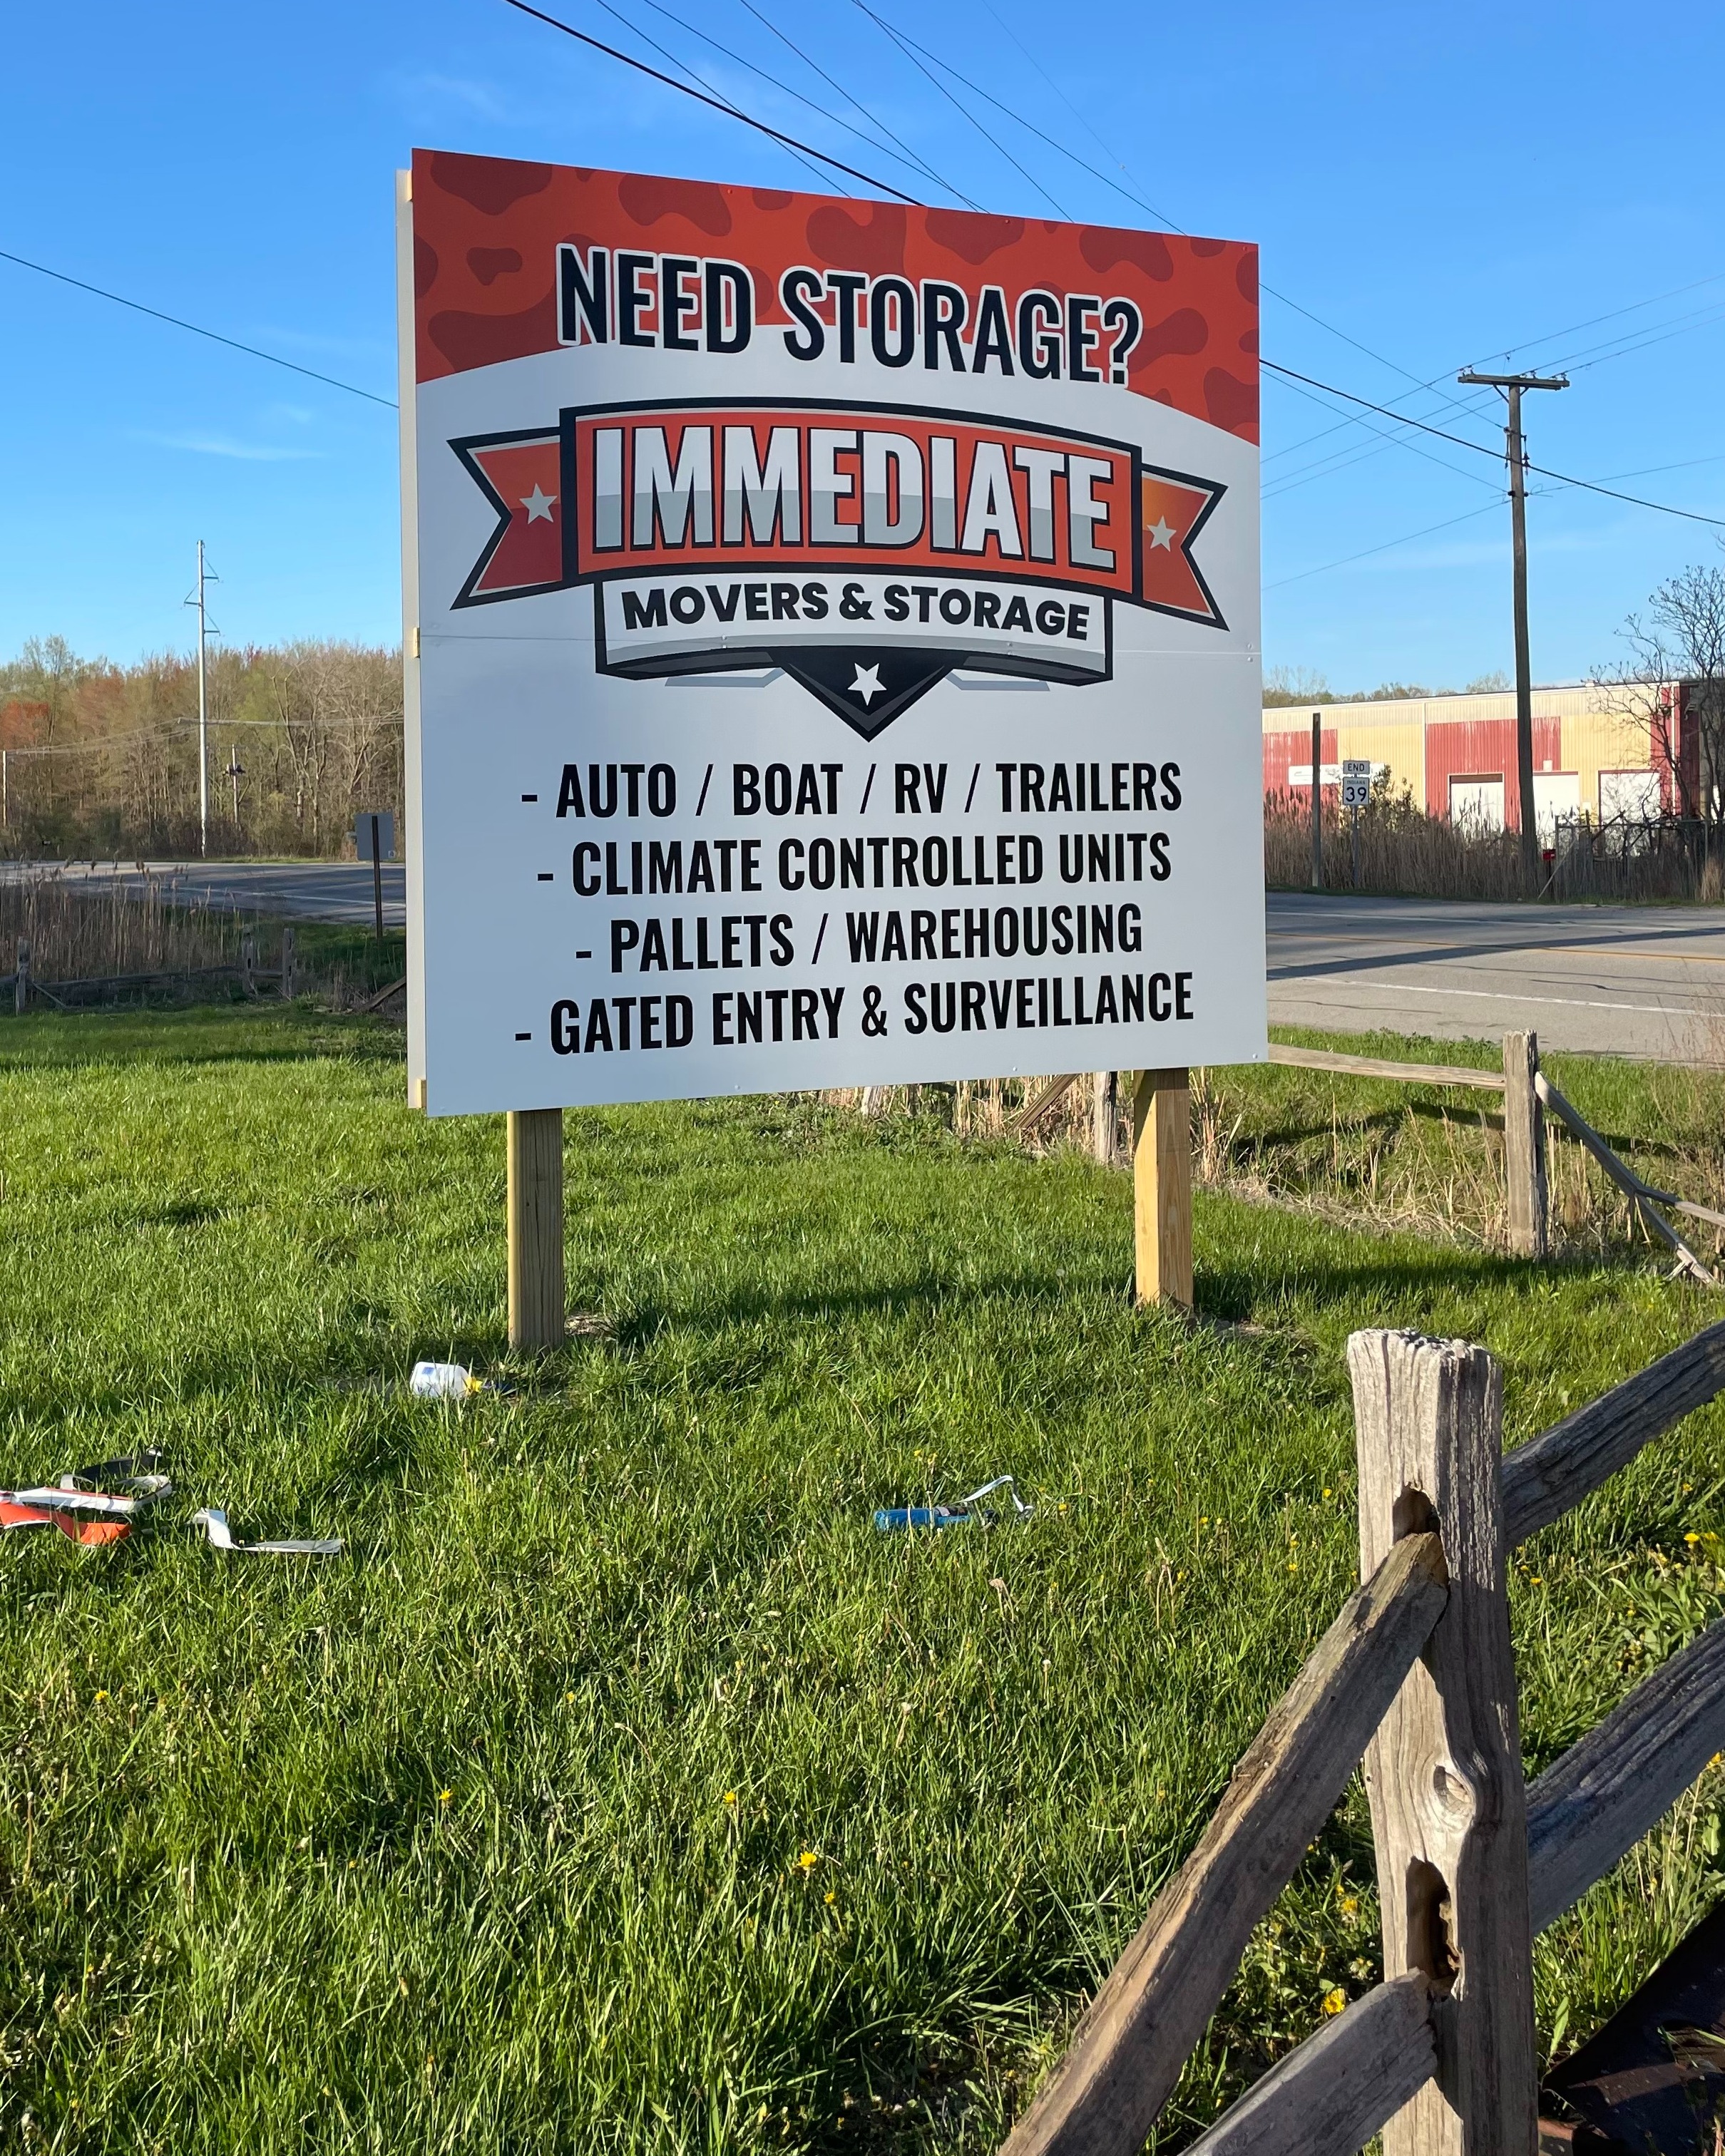 NEED STORAGE?
IMMEDIATE
MOVERS & STORAGE
- AUTO / BOAT / RV / TRAILERS
- CLIMATE CONTROLLED UNITS
- PALLETS / WAREHOUSING
- GATED ENTRY & SURVEILLANCE
END
INDIANA
39